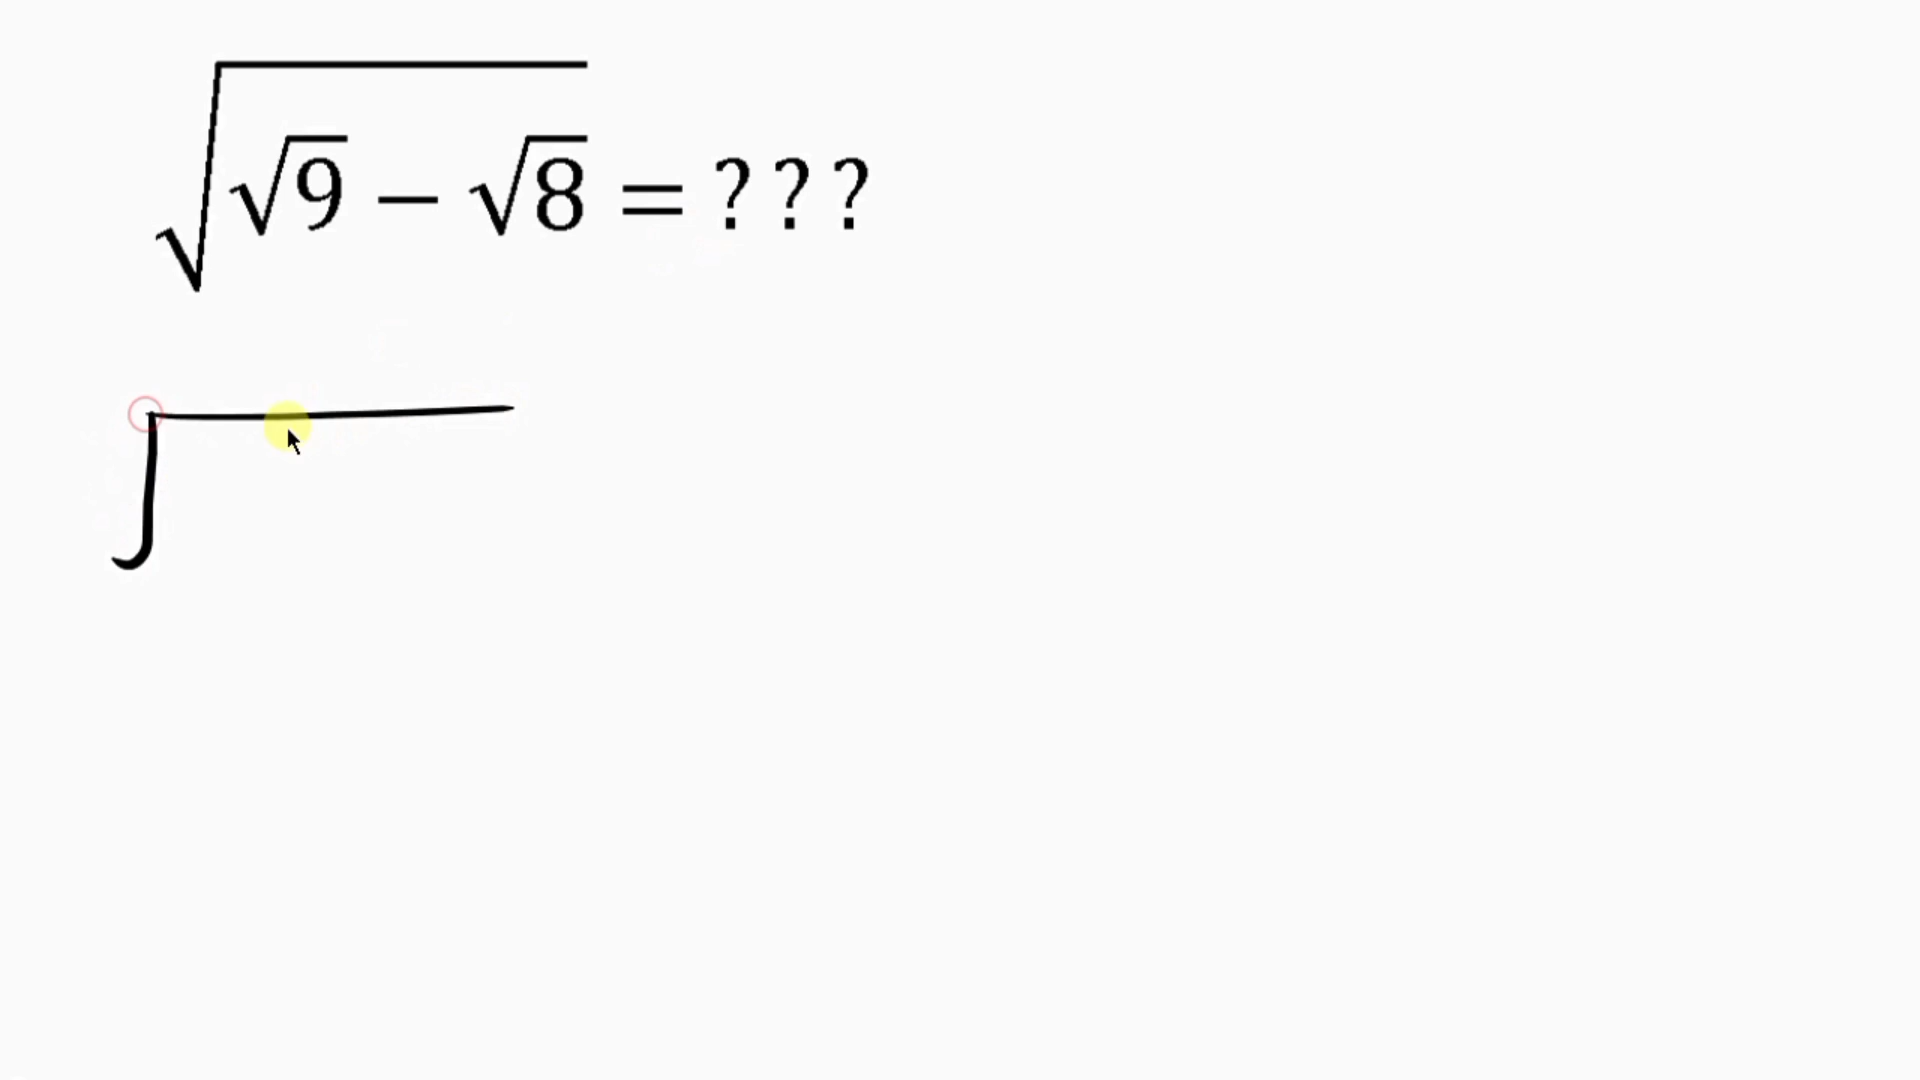 √(√9 − √8) = ???